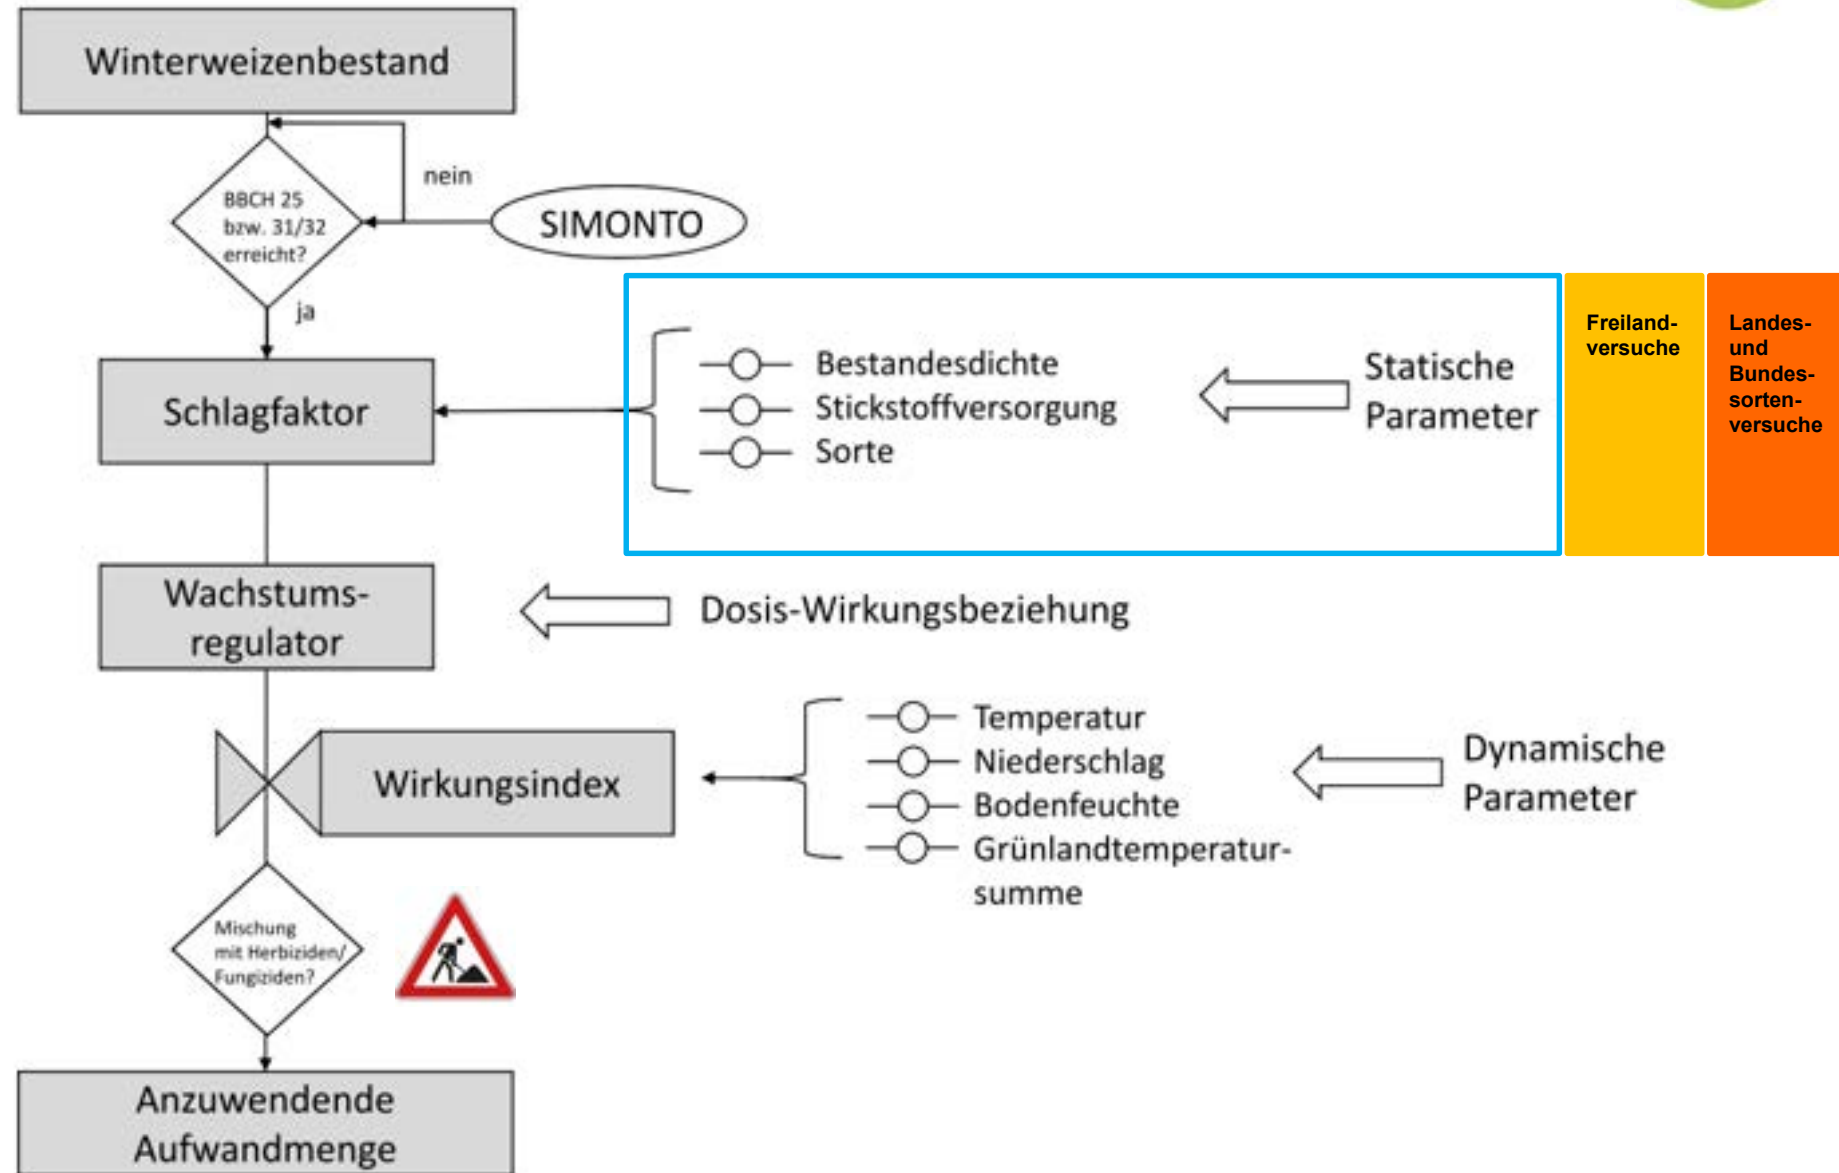 Winterweizenbestand
nein
BBCH 25
bzw. 31/32
erreicht?
SIMONTO
ja
Schlagfaktor
Bestandesdichte
Stickstoffversorgung
Sorte
Statische
Parameter
Freiland-
versuche
Landes-
und
Bundes-
sorten-
versuche
Wachstums-
regulator
Dosis-Wirkungsbeziehung
Wirkungsindex
Temperatur
Niederschlag
Bodenfeuchte
Grünlandtemperatur-
summe
Dynamische
Parameter
Mischung
mit Herbiziden/
Fungiziden?
Anzuwendende
Aufwandmenge